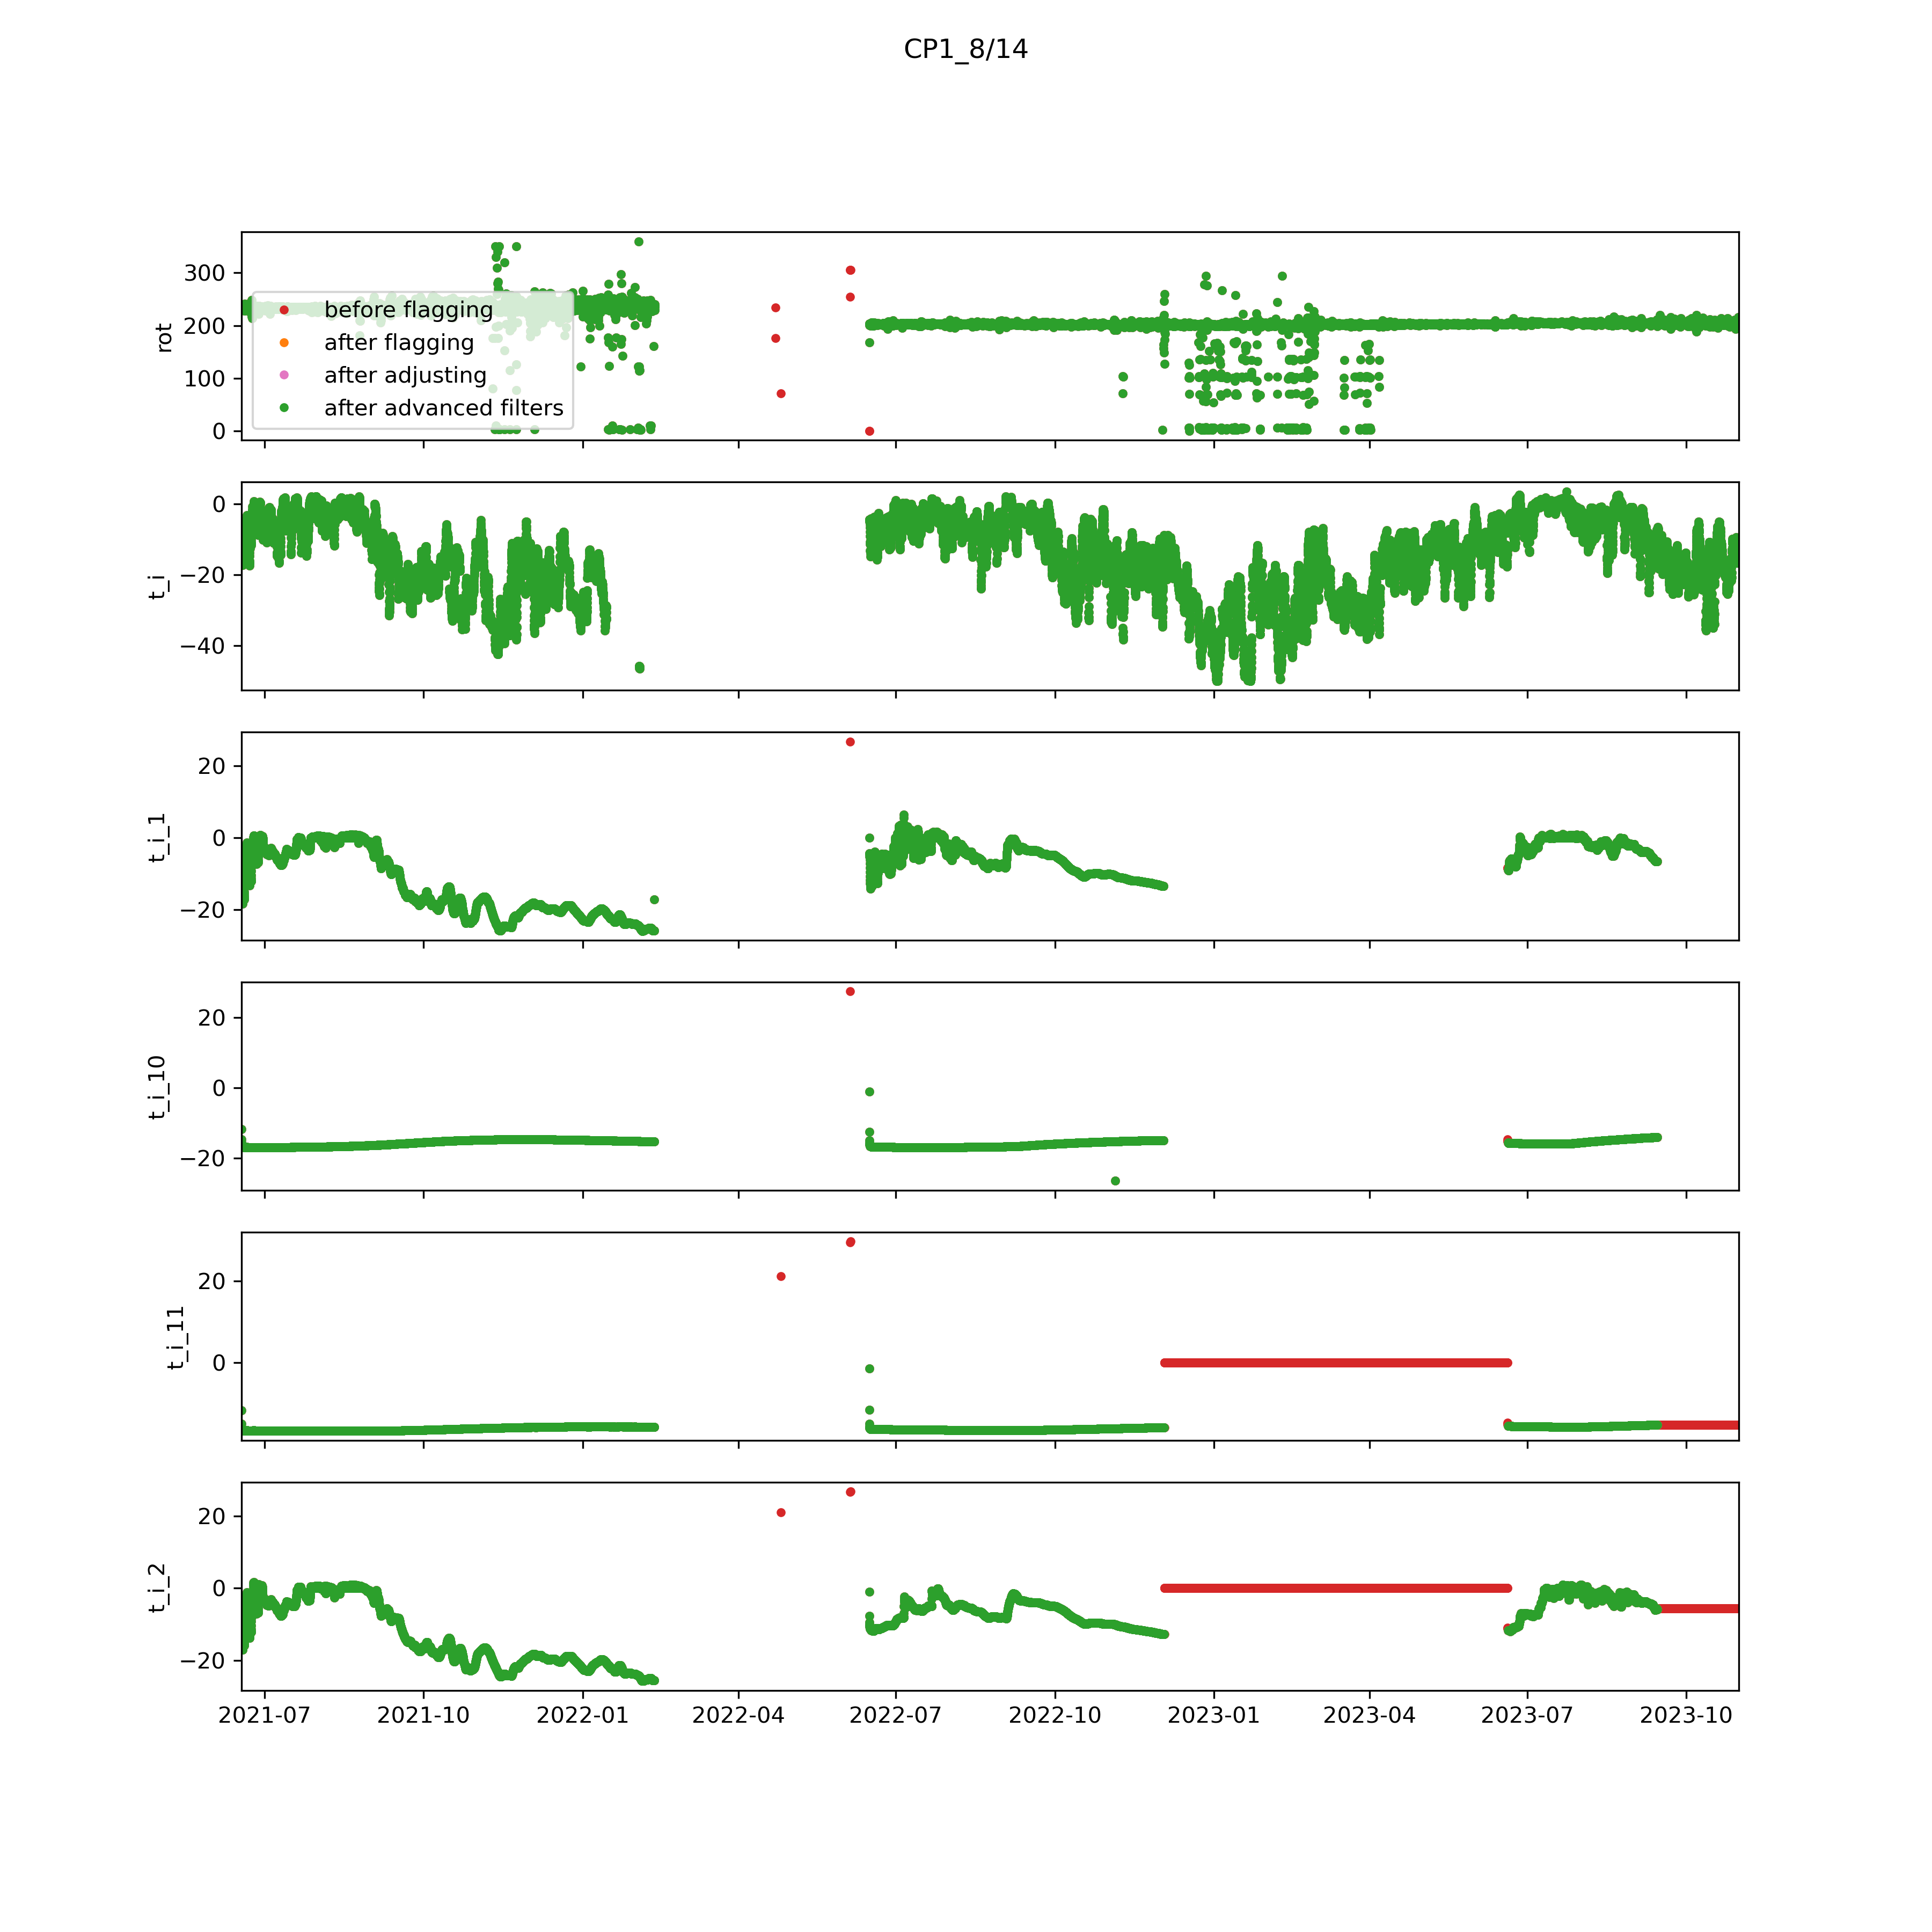 CP1_8/14
300
200
100
0
rot
before flagging
after flagging
after adjusting
after advanced filters
0
−20
−40
t_i
20
0
−20
t_i_1
20
0
−20
t_i_10
20
0
t_i_11
20
0
−20
t_i_2
2021-07 2021-10 2022-01 2022-04 2022-07 2022-10 2023-01 2023-04 2023-07 2023-10